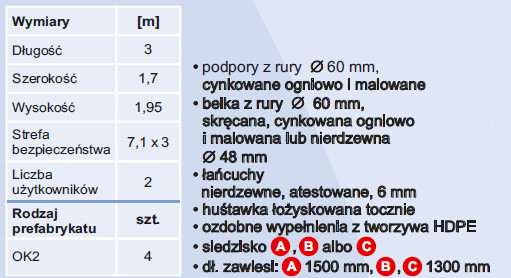 Wymiary [m]
Długość 3
Szerokość 1,7
Wysokość 1,95
Strefa
bezpieczeństwa 7,1 x 3
Liczba
użytkowników 2
Rodzaj
prefabrykatu szt.
OK2 4
• podpory z rury Ø 60 mm,
cynkowane ogniowo i malowane
• belka z rury Ø 60 mm,
skręcana, cynkowana ogniowo
i malowana lub nierdzewna
Ø 48 mm
• łańcuchy
nierdzewne, atestowane, 6 mm
• huśtawka łożyskowana tocznie
• ozdobne wypełnienia z tworzywa HDPE
• siedzisko A, B albo C
• dł. zawiesi: A 1500 mm, B, C 1300 mm